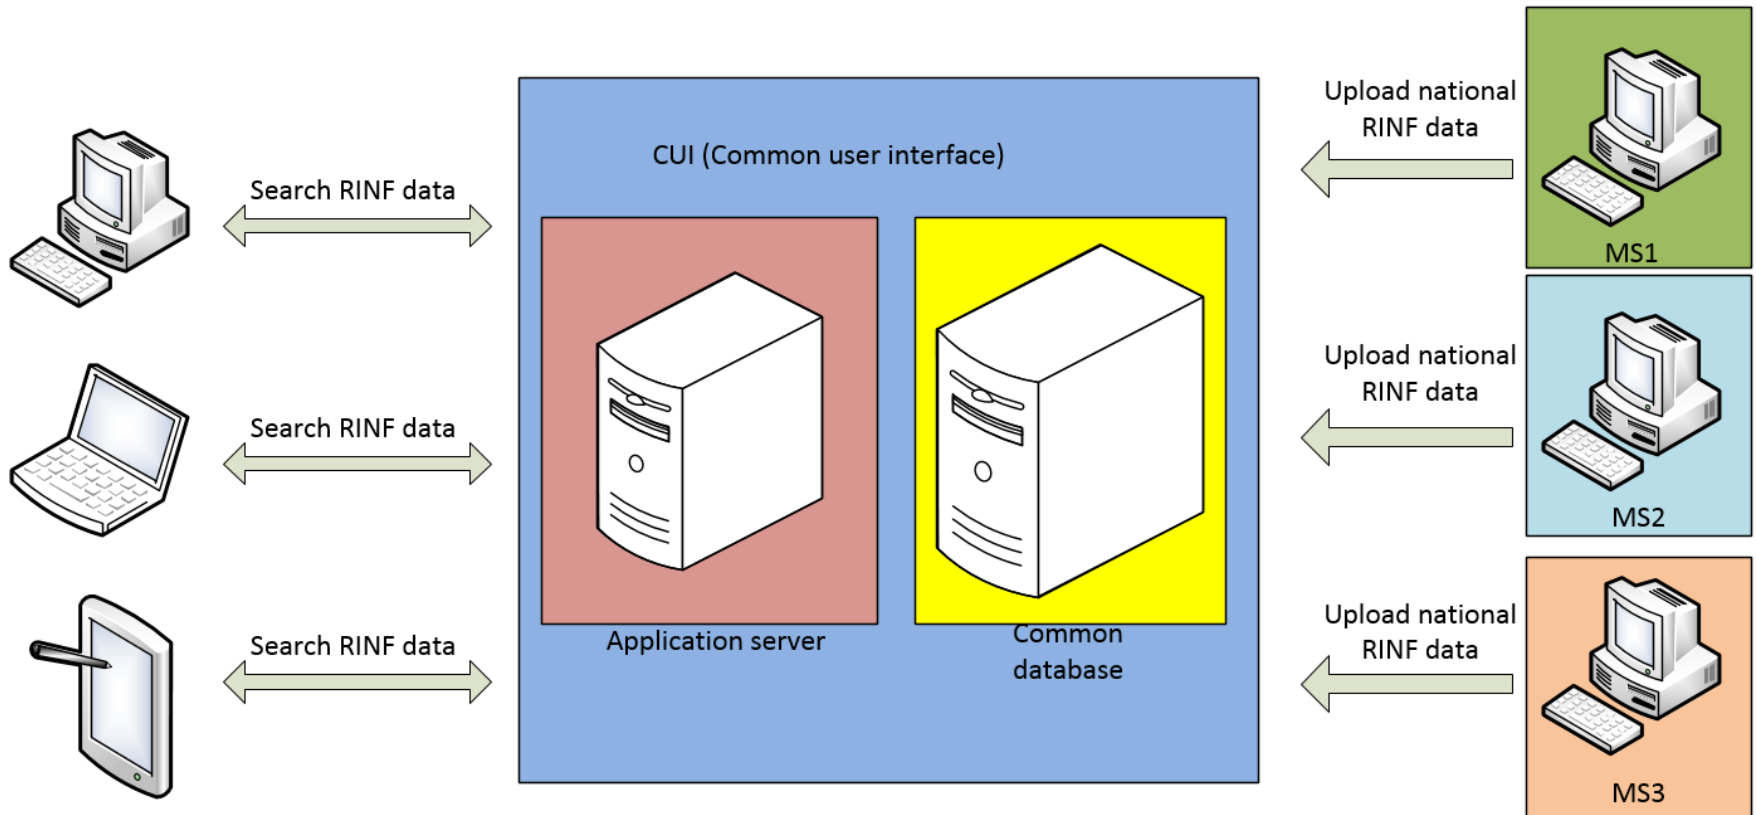 CUI (Common user interface)
Search RINF data
Search RINF data
Search RINF data
Application server
Common
database
Upload national
RINF data
MS1
Upload national
RINF data
MS2
Upload national
RINF data
MS3